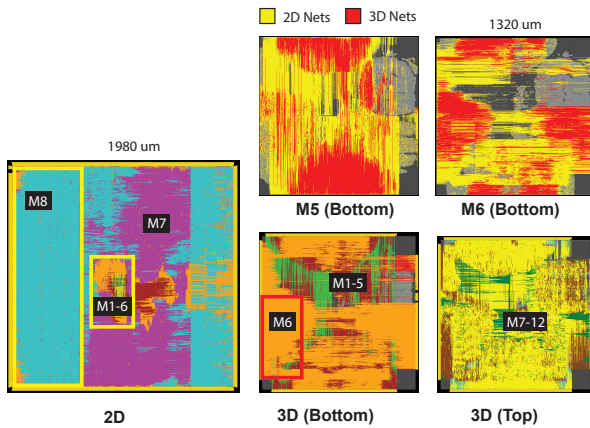 2D Nets
3D Nets
1320 um
1980 um
M5 (Bottom)
M6 (Bottom)
M8
M7
M1-6
M1-5
M6
M7-12
2D
3D (Bottom)
3D (Top)